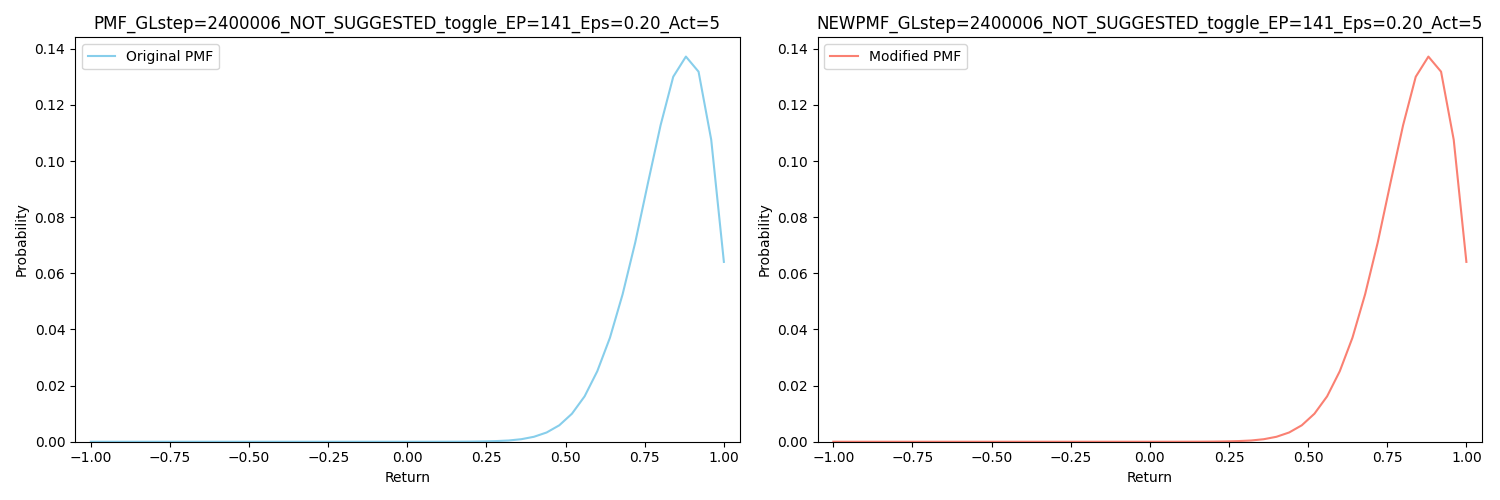 PMF_GLstep=2400006_NOT_SUGGESTED_toggle_EP=141_Eps=0.20_Act=5
Original PMF
0.14
0.12
0.10
0.08
0.06
0.04
0.02
0.00
Probability
−1.00 −0.75 −0.50 −0.25 0.00 0.25 0.50 0.75 1.00
Return
NEWPMF_GLstep=2400006_NOT_SUGGESTED_toggle_EP=141_Eps=0.20_Act=5
Modified PMF
0.14
0.12
0.10
0.08
0.06
0.04
0.02
0.00
Probability
−1.00 −0.75 −0.50 −0.25 0.00 0.25 0.50 0.75 1.00
Return